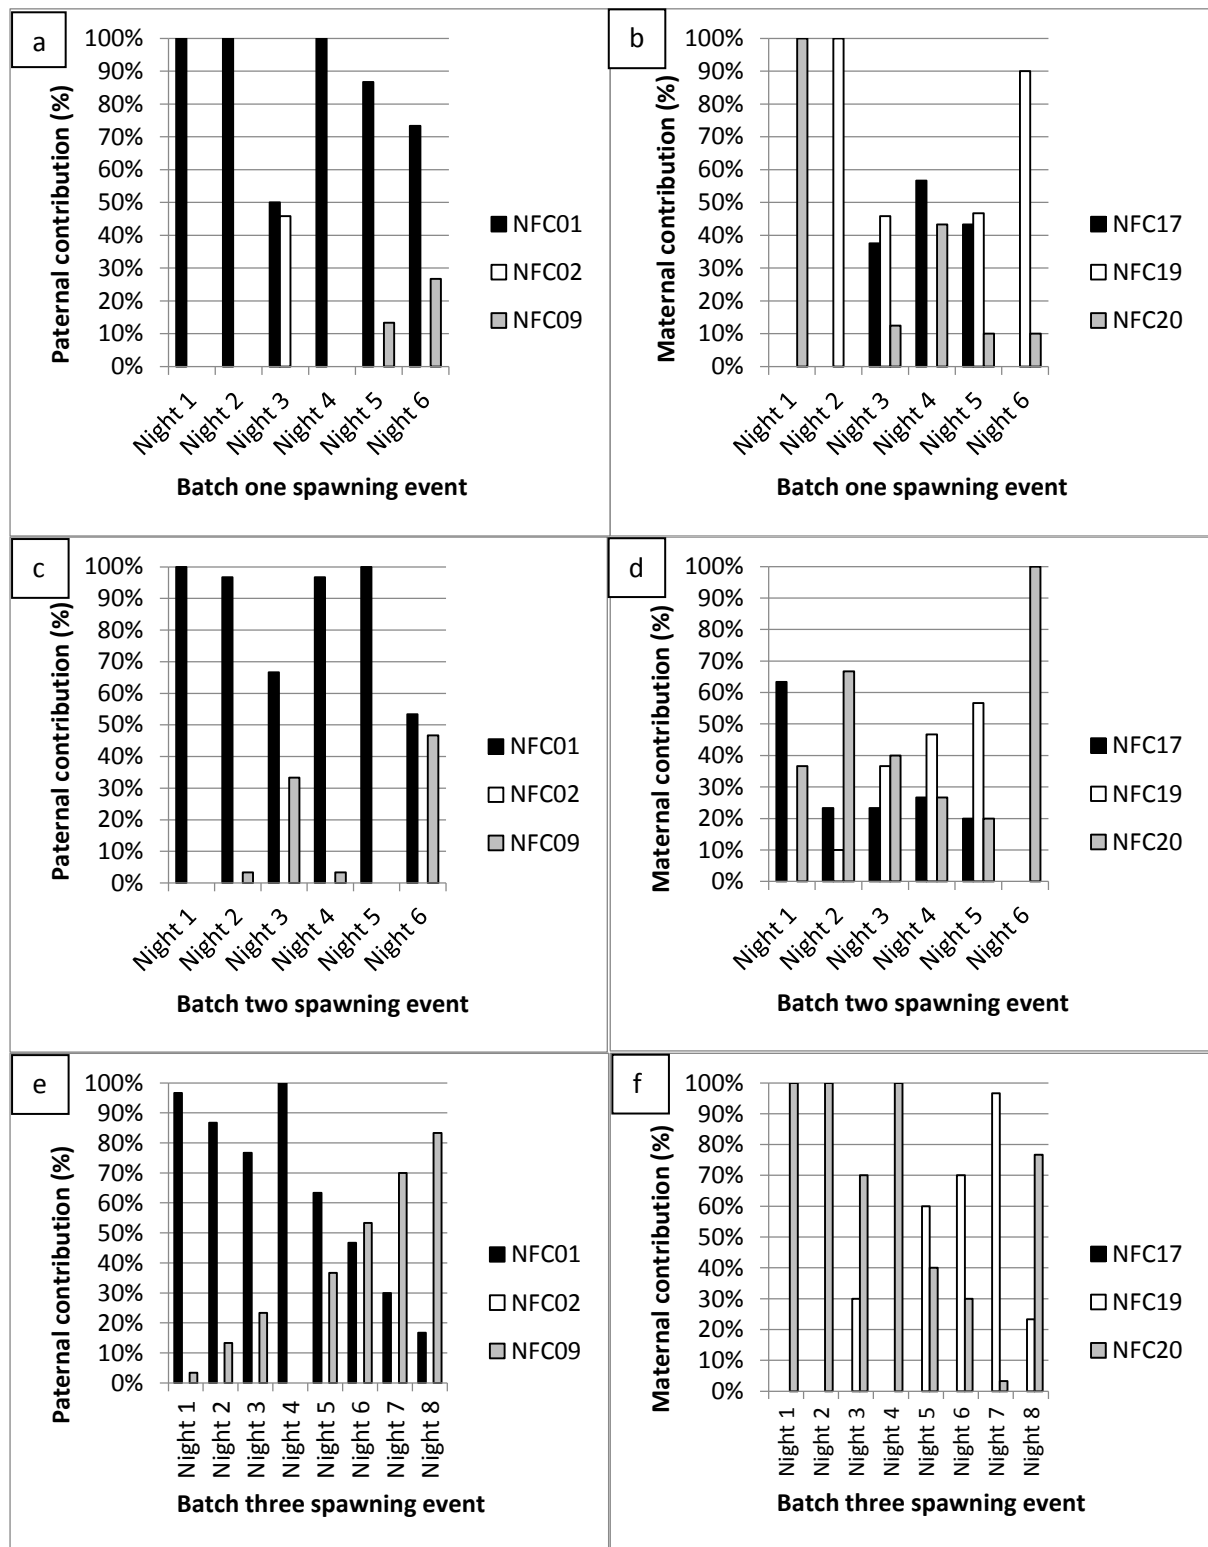 a
Paternal contribution (%)
100%
90%
80%
70%
60%
50%
40%
30%
20%
10%
0%
Night 1
Night 2
Night 3
Night 4
Night 5
Night 6
Batch one spawning event
NFC01
NFC02
NFC09
b
Maternal contribution (%)
100%
90%
80%
70%
60%
50%
40%
30%
20%
10%
0%
Night 1
Night 2
Night 3
Night 4
Night 5
Night 6
Batch one spawning event
NFC17
NFC19
NFC20
c
Paternal contribution (%)
100%
90%
80%
70%
60%
50%
40%
30%
20%
10%
0%
Night 1
Night 2
Night 3
Night 4
Night 5
Night 6
Batch two spawning event
NFC01
NFC02
NFC09
d
Maternal contribution (%)
100%
90%
80%
70%
60%
50%
40%
30%
20%
10%
0%
Night 1
Night 2
Night 3
Night 4
Night 5
Night 6
Batch two spawning event
NFC17
NFC19
NFC20
e
Paternal contribution (%)
100%
90%
80%
70%
60%
50%
40%
30%
20%
10%
0%
Night 1
Night 2
Night 3
Night 4
Night 5
Night 6
Night 7
Night 8
Batch three spawning event
NFC01
NFC02
NFC09
f
Maternal contribution (%)
100%
90%
80%
70%
60%
50%
40%
30%
20%
10%
0%
Night 1
Night 2
Night 3
Night 4
Night 5
Night 6
Night 7
Night 8
Batch three spawning event
NFC17
NFC19
NFC20